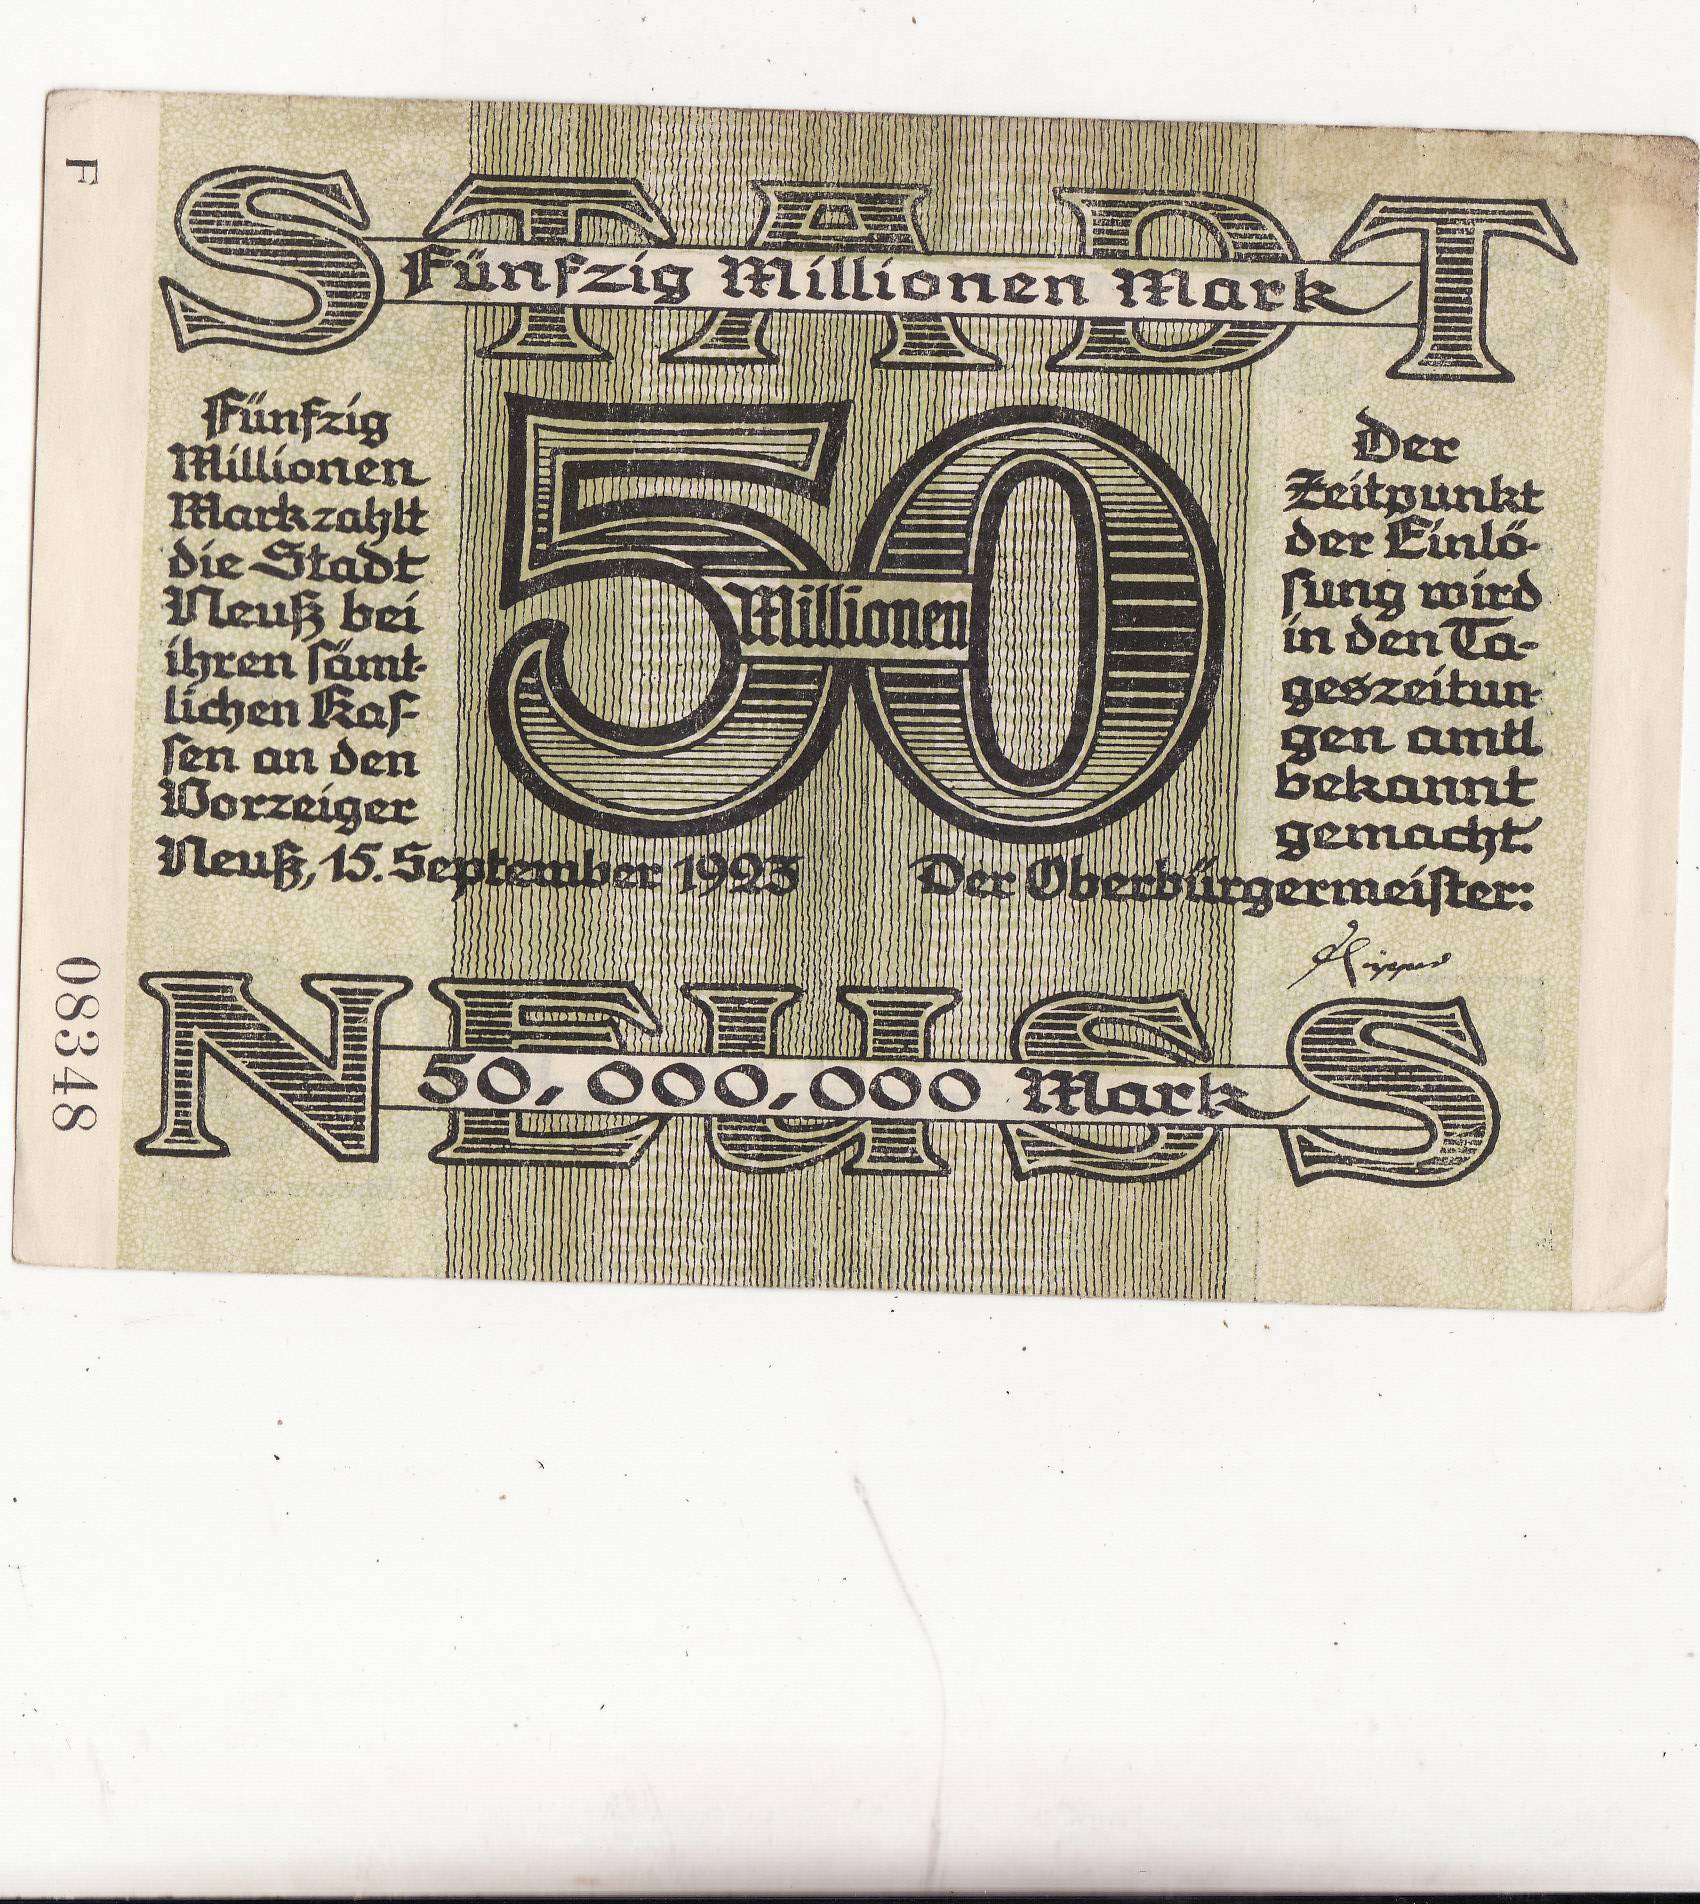 F
STADT
Fünfzig Millionen Mark
Fünfzig
Millionen
Mark zahlt
die Stadt
Neuß bei
ihren sämt-
lichen Kas-
sen an den
Vorzeiger
50
Millionen
Der
Zeitpunkt
der Einlö-
sung wird
in den Ta-
geszeitun-
gen amtl.
bekannt
gemacht.
Neuß, 15. September 1923
Der Oberbürgermeister:
NEUSS
50,000,000 Mark
08348